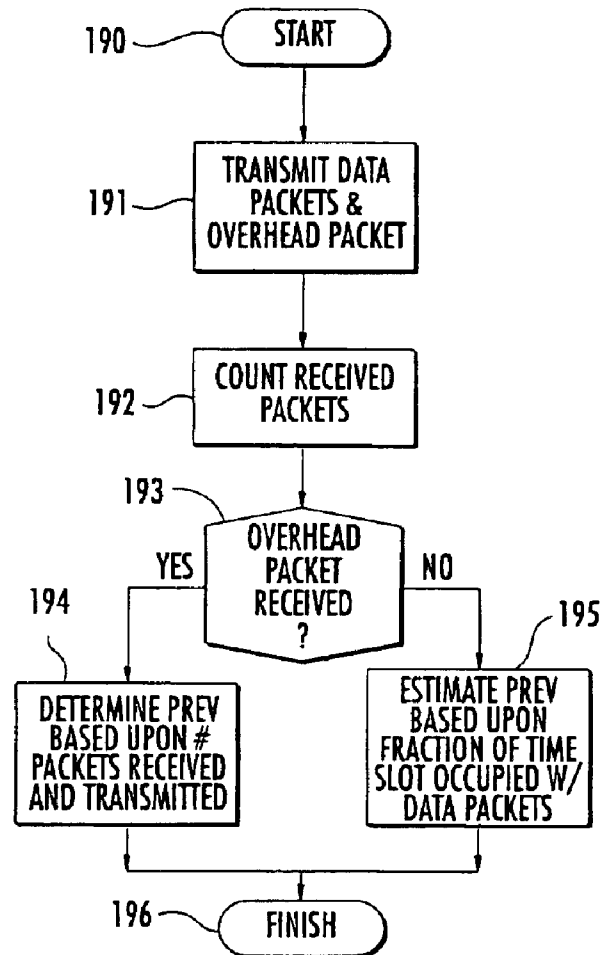 190
START
191
TRANSMIT DATA
PACKETS &
OVERHEAD PACKET
192
COUNT RECEIVED
PACKETS
193
OVERHEAD
PACKET
RECEIVED
?
YES
NO
194
DETERMINE PREV
BASED UPON #
PACKETS RECEIVED
AND TRANSMITTED
195
ESTIMATE PREV
BASED UPON
FRACTION OF TIME
SLOT OCCUPIED W/
DATA PACKETS
196
FINISH